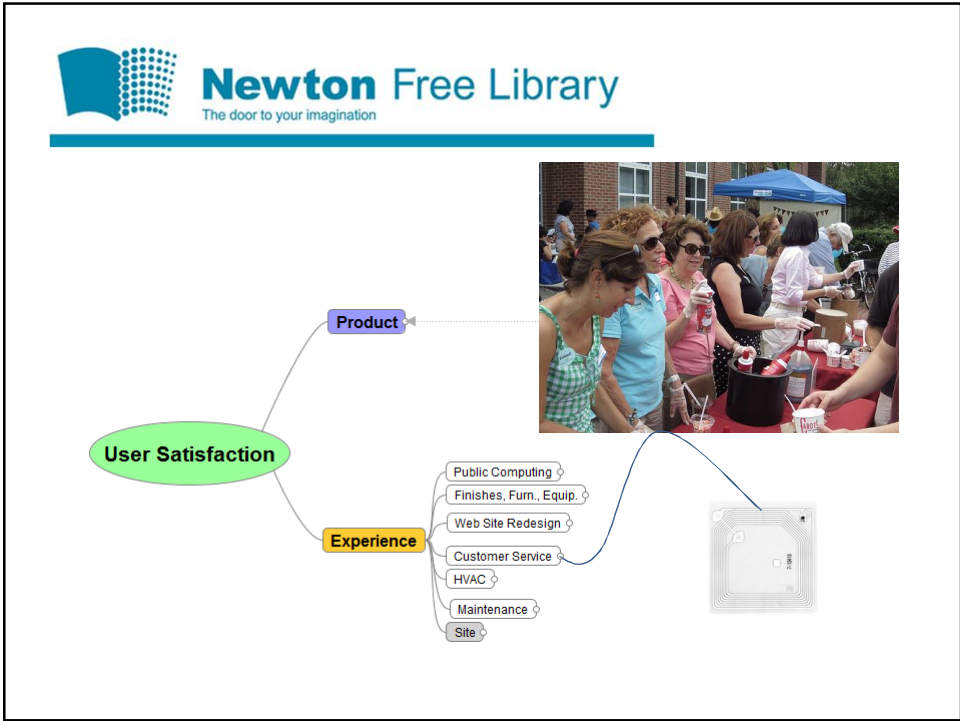 Newton Free Library
The door to your imagination
Product
User Satisfaction
Public Computing
Finishes, Furn., Equip.
Web Site Redesign
Experience
Customer Service
HVAC
Maintenance
Site
CABOTS